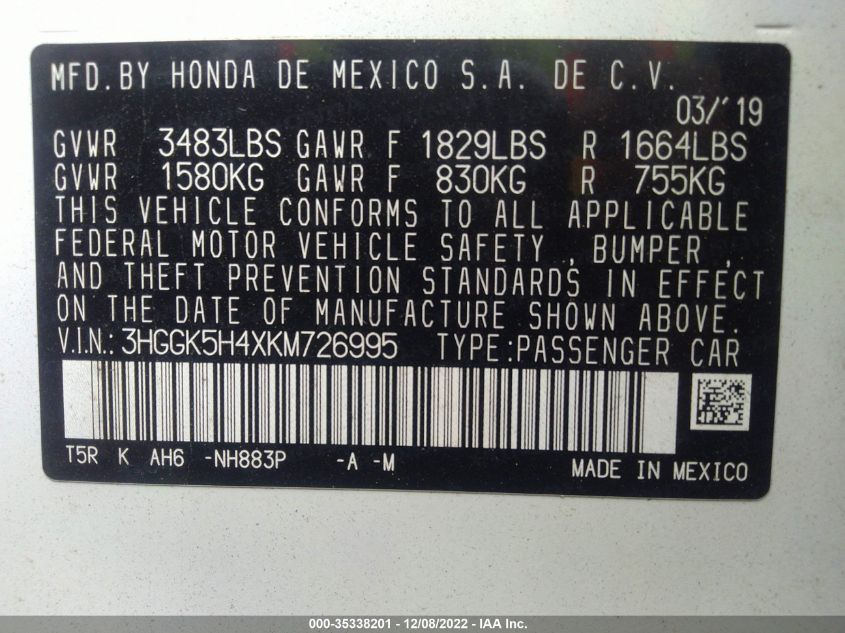 MFD. BY HONDA DE MEXICO S.A. DE C.V.
03/'19
GVWR 3483LBS GAWR F 1829LBS R 1664LBS
GVWR 1580KG GAWR F 830KG R 755KG
THIS VEHICLE CONFORMS TO ALL APPLICABLE
FEDERAL MOTOR VEHICLE SAFETY , BUMPER ,
AND THEFT PREVENTION STANDARDS IN EFFECT
ON THE DATE OF MANUFACTURE SHOWN ABOVE.
V.I.N.: 3HGGK5H4XKM726995 TYPE:PASSENGER CAR
T5R K AH6 -NH883P -A -M MADE IN MEXICO
000-35338201 - 12/08/2022 - IAA Inc.